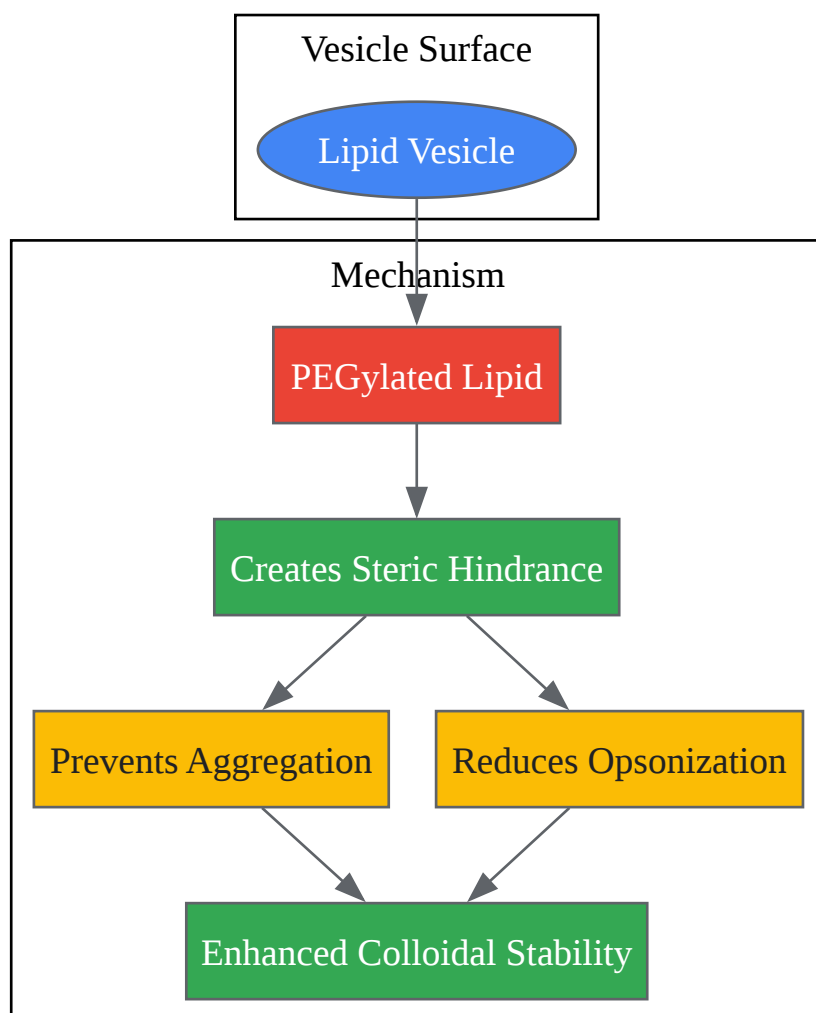 Vesicle Surface
Lipid Vesicle
Mechanism
PEGylated Lipid
Creates Steric Hindrance
Prevents Aggregation
Reduces Opsonization
Enhanced Colloidal Stability